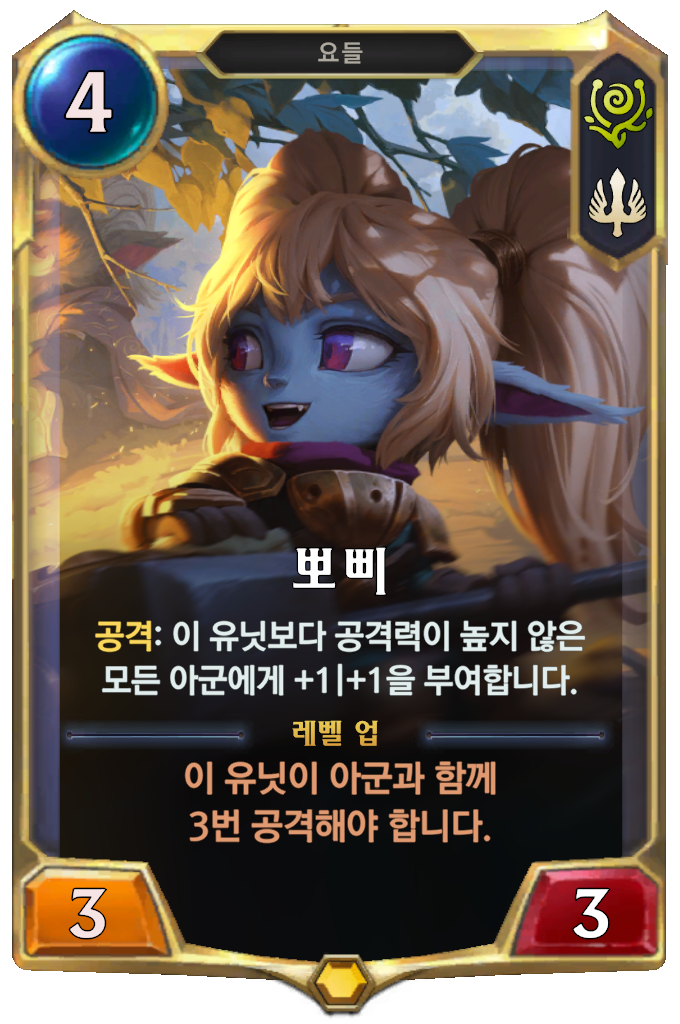 요들
4
뽀삐
공격: 이 유닛보다 공격력이 높지 않은
모든 아군에게 +1|+1을 부여합니다.
레벨 업
이 유닛이 아군과 함께
3번 공격해야 합니다.
3
3